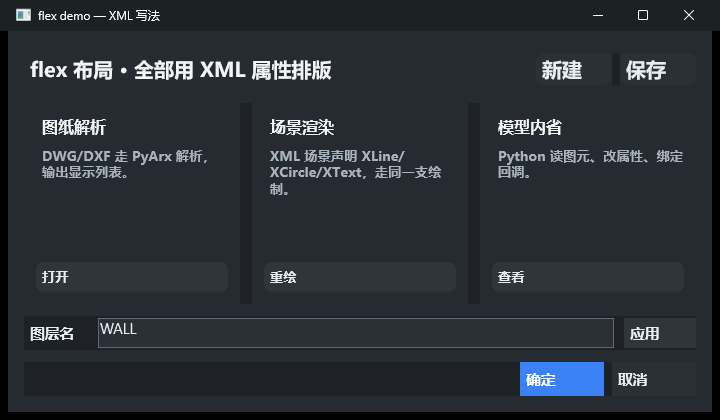 flex demo — XML 写法
flex 布局 • 全部用 XML 属性排版
新建
保存
图纸解析
DWG/DXF 走 PyArx 解析，
输出显示列表。
打开
场景渲染
XML 场景声明 XLine/
XCircle/XText，走同一支绘
制。
重绘
模型内省
Python 读图元、改属性、绑定
回调。
查看
图层名
WALL
应用
确定
取消